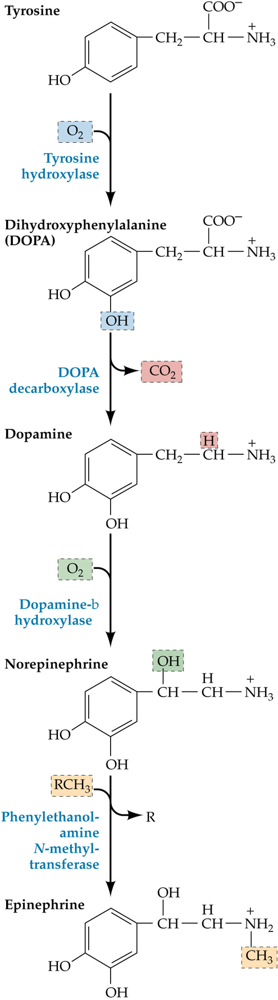 Tyrosine
COO−
CH2 — CH — NH3
+
HO
O2
Tyrosine
hydroxylase
Dihydroxyphenylalanine
(DOPA)
COO−
CH2 — CH — NH3
+
HO
OH
DOPA
decarboxylase
CO2
Dopamine
H
CH2 — CH — NH3
+
HO
OH
O2
Dopamine-b
hydroxylase
Norepinephrine
OH
H
CH — CH — NH3
+
HO
OH
RCH3
R
Phenylethanol-
amine
N-methyl-
transferase
Epinephrine
OH
H
CH — CH — NH2
+
CH3
HO
OH